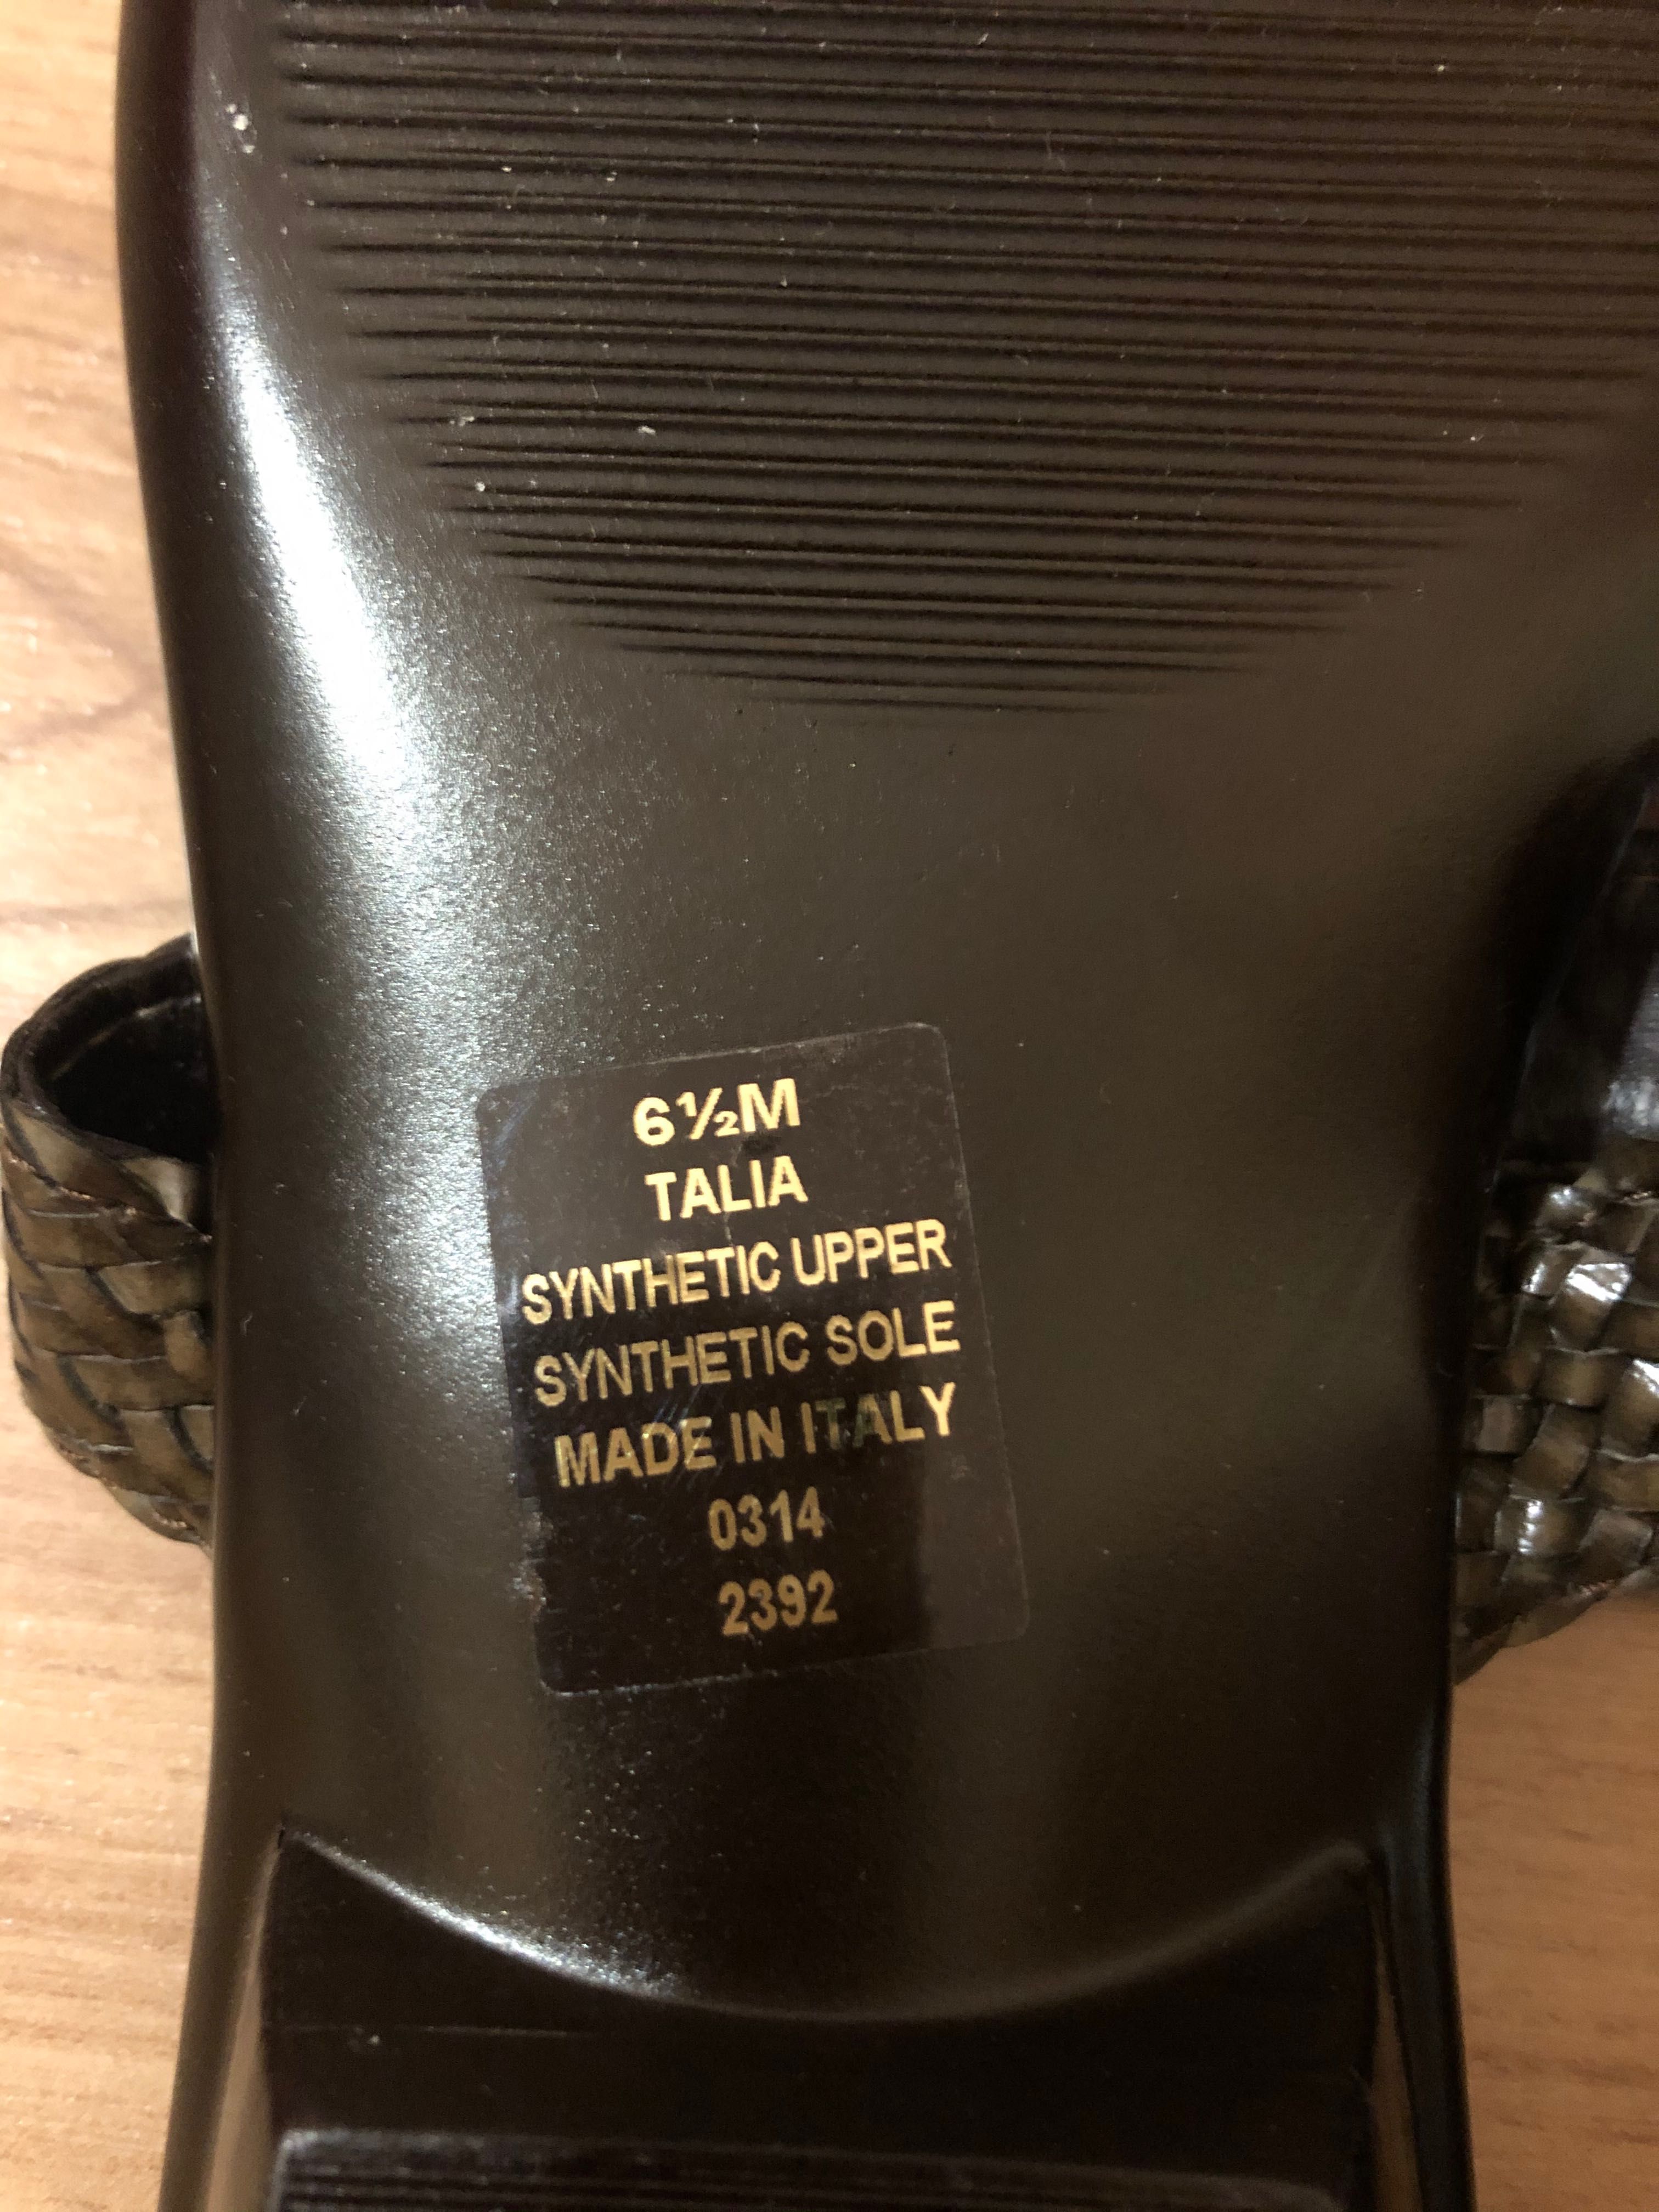 6½M
TALIA
SYNTHETIC UPPER
SYNTHETIC SOLE
MADE IN ITALY
0314
2392